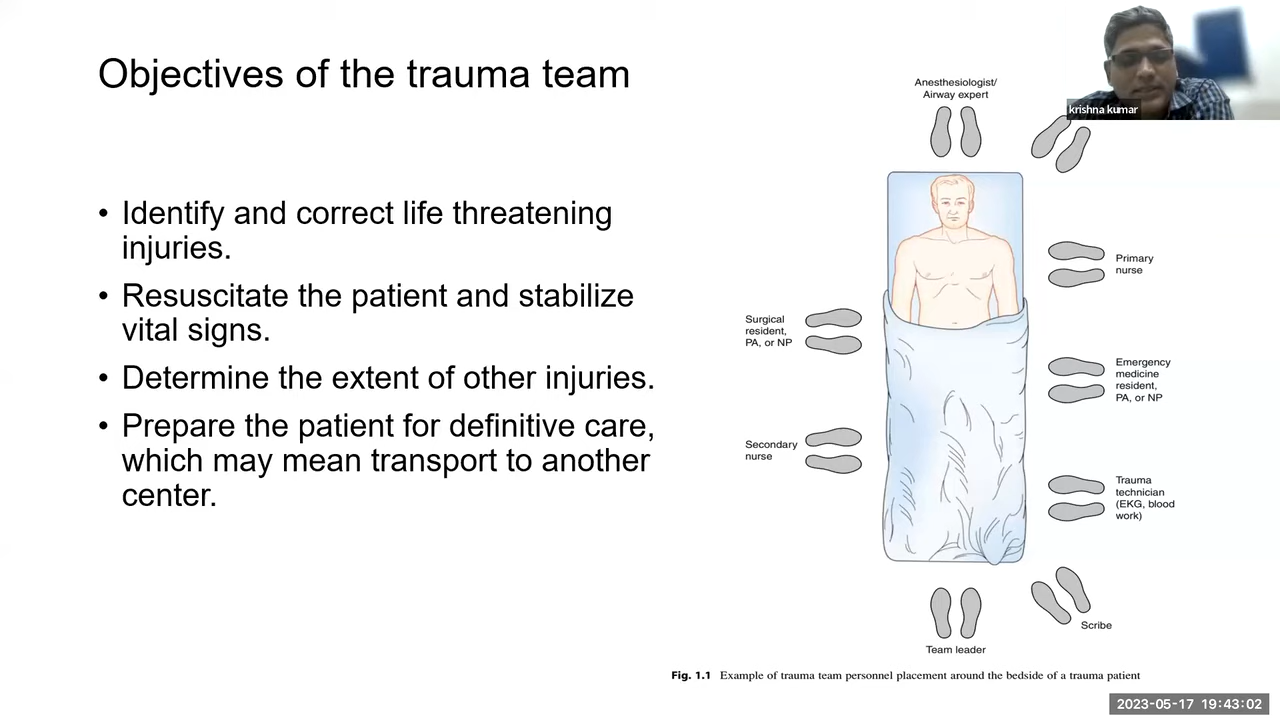 Objectives of the trauma team
• Identify and correct life threatening
injuries.
• Resuscitate the patient and stabilize
vital signs.
• Determine the extent of other injuries.
• Prepare the patient for definitive care,
which may mean transport to another
center.
Anesthesiologist/
Airway expert
krishna kumar
Primary
nurse
Surgical
resident,
PA, or NP
Emergency
medicine
resident,
PA, or NP
Secondary
nurse
Trauma
technician
(EKG, blood
work)
Scribe
Team leader
Fig. 1.1 Example of trauma team personnel placement around the bedside of a trauma patient
2023-05-17 19:43:02